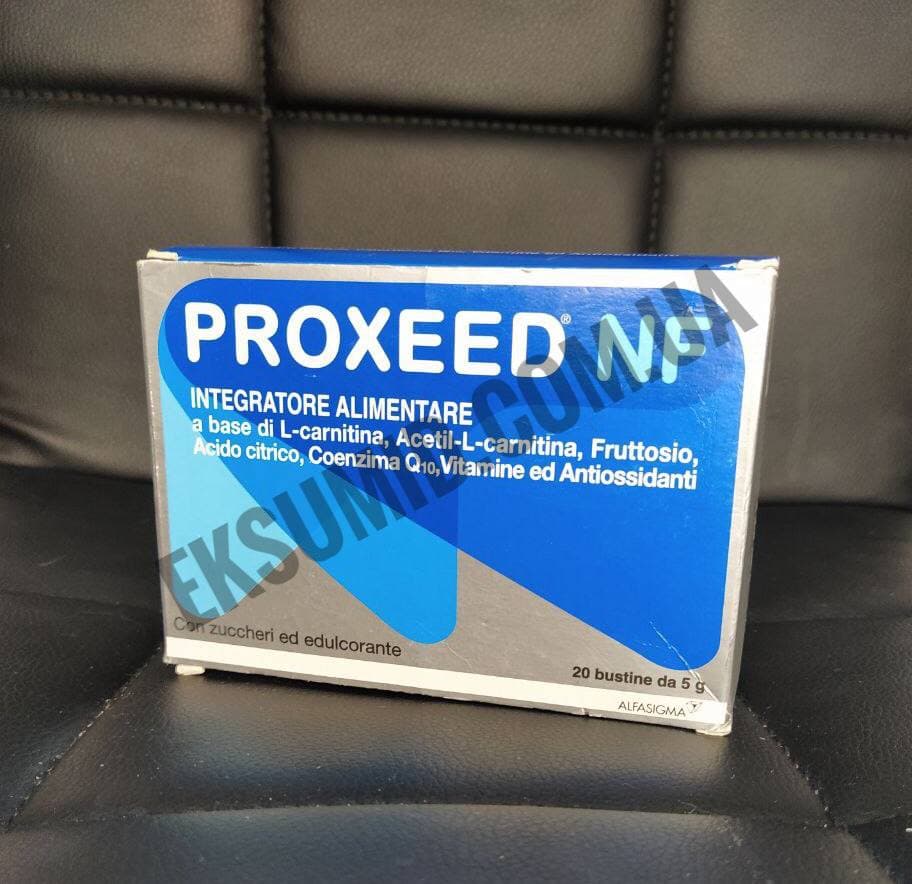 PROXEED® NF
INTEGRATORE ALIMENTARE
a base di L-carnitina, Acetil-L-carnitina, Fruttosio,
Acido citrico, Coenzima Q10, Vitamine ed Antiossidanti
EKSUMID.COM.UA
Con zuccheri ed edulcorante
20 bustine da 5 g
ALFASIGMA